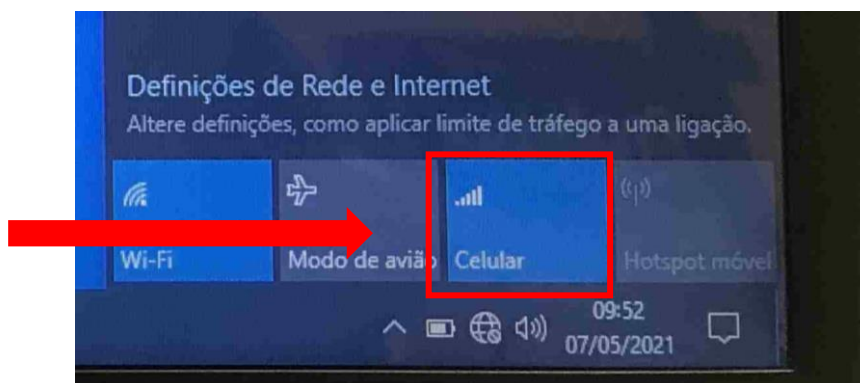 Definições de Rede e Internet
Altere definições, como aplicar limite de tráfego a uma ligação.
Wi-Fi
Modo de avião
Celular
Hotspot móvel
09:52
07/05/2021